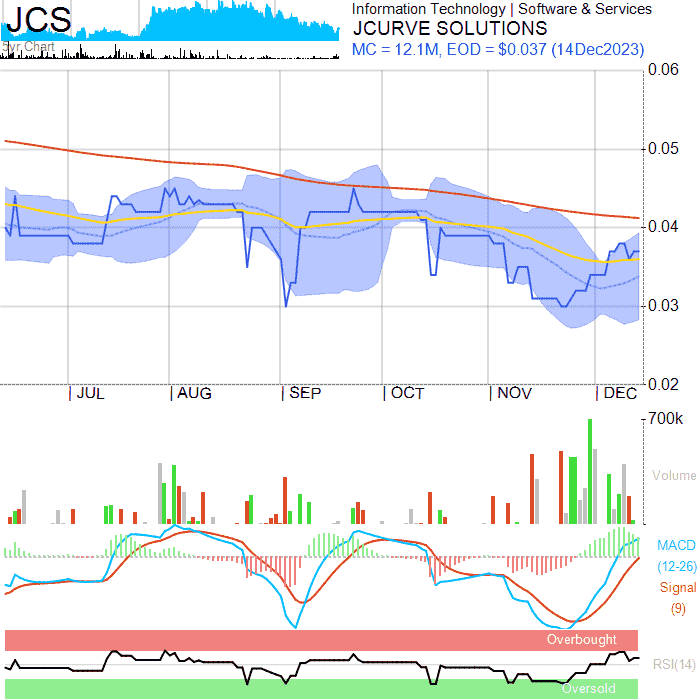 JCS
5yr.Chart
Information Technology | Software & Services
JCURVE SOLUTIONS
MC = 12.1M, EOD = $0.037 (14Dec2023)
0.06
0.05
0.04
0.03
0.02
JUL AUG SEP OCT NOV DEC
700k
Volume
MACD
(12-26)
Signal
(9)
Overbought
RSI(14)
Oversold